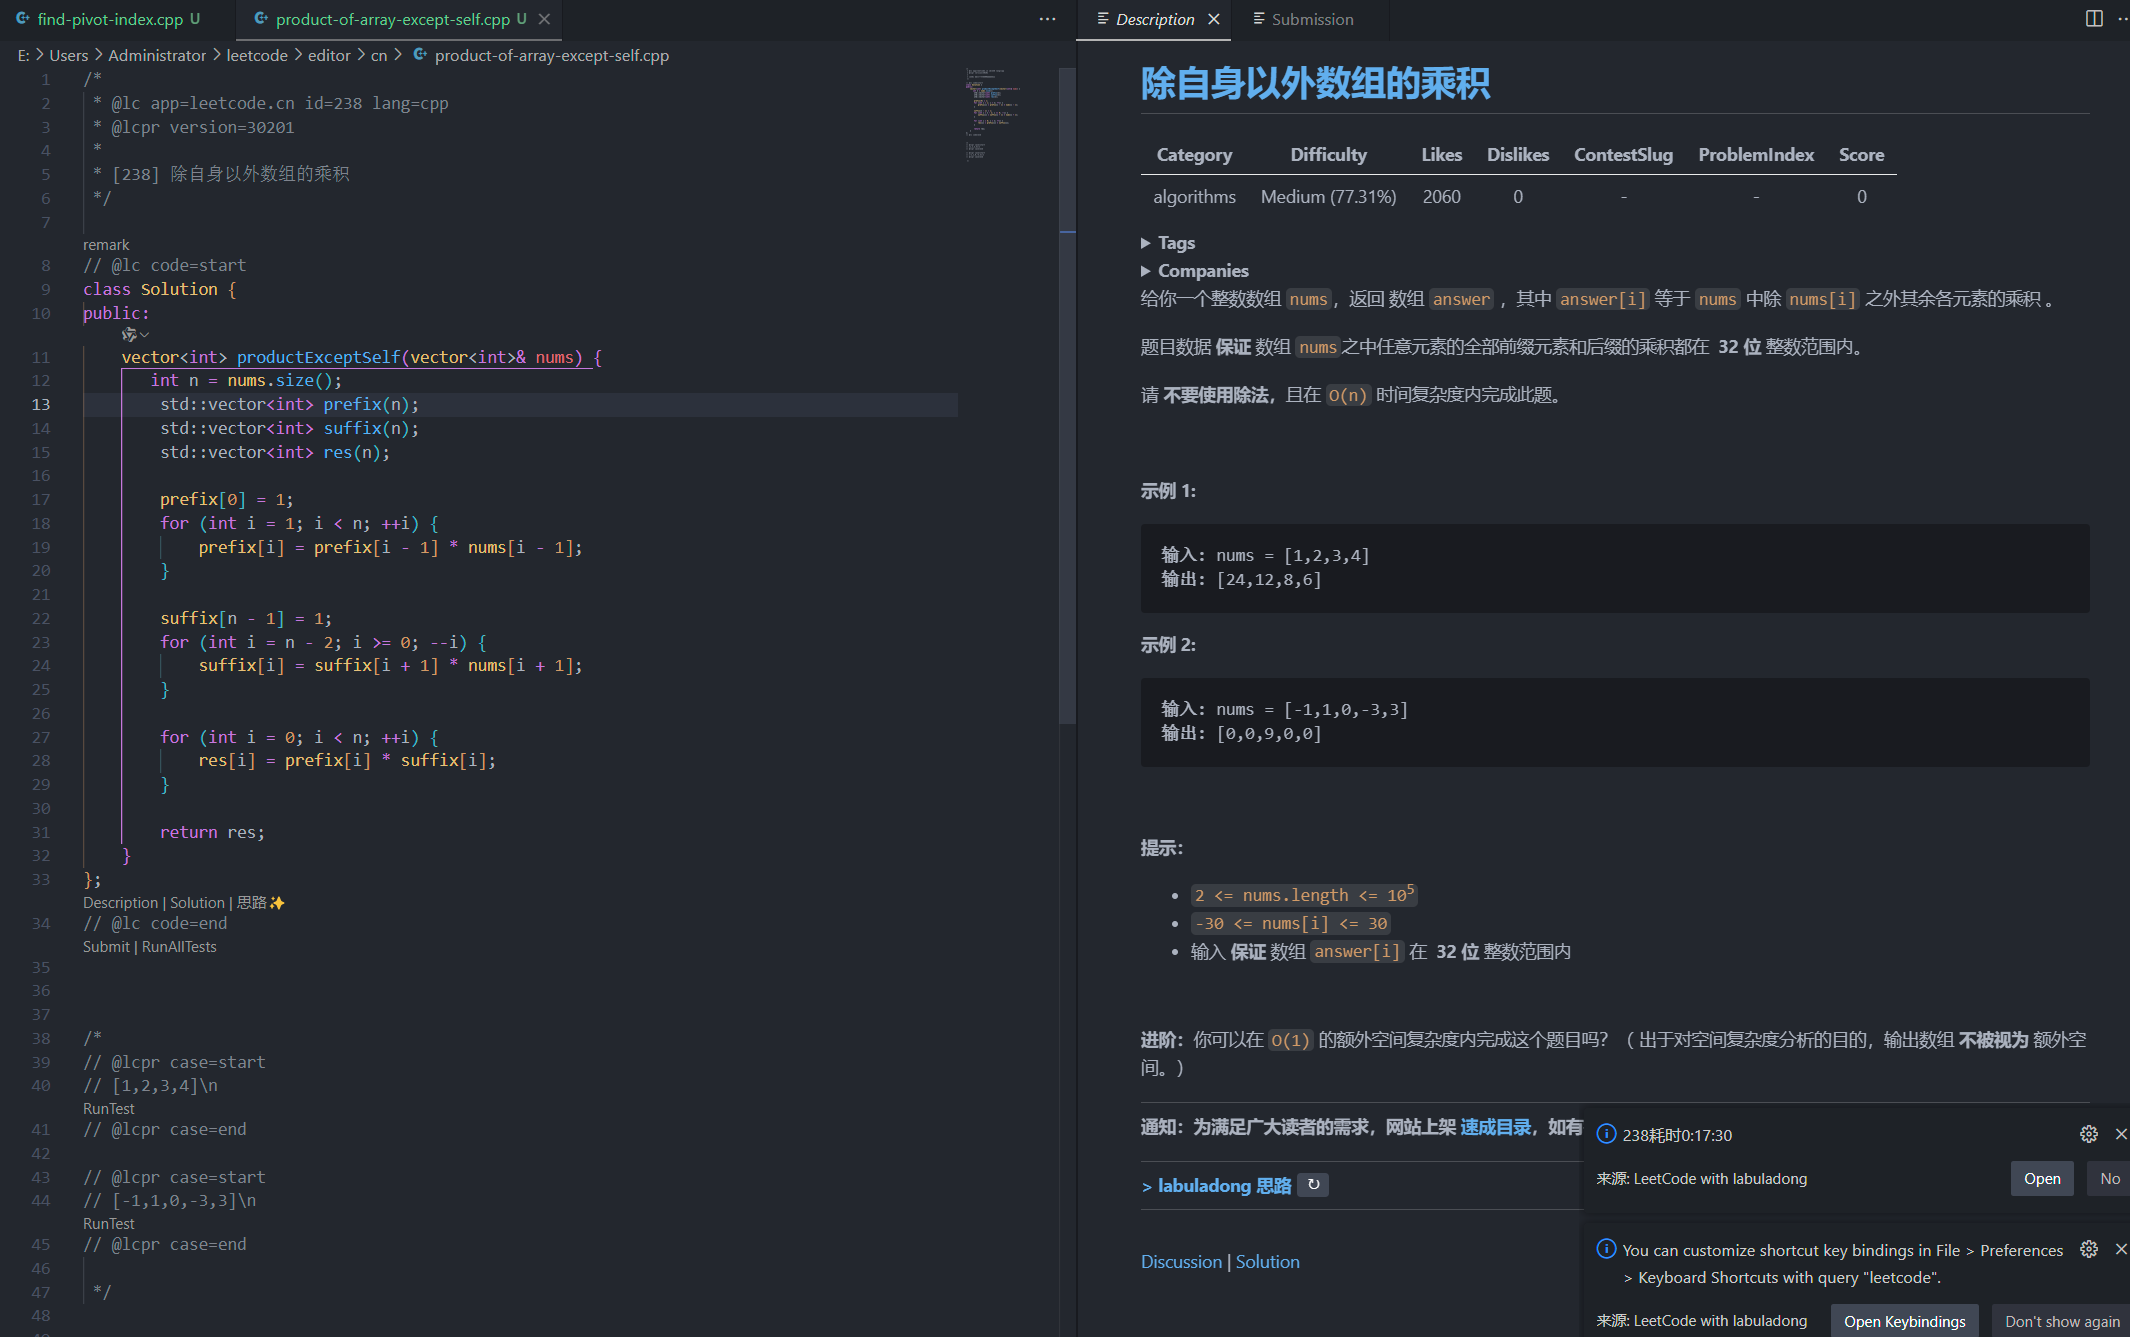 find-pivot-index.cpp U
product-of-array-except-self.cpp U
E: > Users > Administrator > leetcode > editor > cn > product-of-array-except-self.cpp
1 /*
2  * @lc app=leetcode.cn id=238 lang=cpp
3  * @lcpr version=30201
4  *
5  * [238] 除自身以外数组的乘积
6  */
7
remark
8 // @lc code=start
9 class Solution {
10 public:
11     vector<int> productExceptSelf(vector<int>& nums) {
12        int n = nums.size();
13         std::vector<int> prefix(n);
14         std::vector<int> suffix(n);
15         std::vector<int> res(n);
16
17         prefix[0] = 1;
18         for (int i = 1; i < n; ++i) {
19             prefix[i] = prefix[i - 1] * nums[i - 1];
20         }
21
22         suffix[n - 1] = 1;
23         for (int i = n - 2; i >= 0; --i) {
24             suffix[i] = suffix[i + 1] * nums[i + 1];
25         }
26
27         for (int i = 0; i < n; ++i) {
28             res[i] = prefix[i] * suffix[i];
29         }
30
31         return res;
32     }
33 };
Description | Solution | 思路✨
34 // @lc code=end
Submit | RunAllTests
35
36
37
38 /*
39 // @lcpr case=start
40 // [1,2,3,4]\n
RunTest
41 // @lcpr case=end
42
43 // @lcpr case=start
44 // [-1,1,0,-3,3]\n
RunTest
45 // @lcpr case=end
46
47  */
48
Description
Submission
除自身以外数组的乘积
Category Difficulty Likes Dislikes ContestSlug ProblemIndex Score
algorithms Medium (77.31%) 2060 0 - - 0
Tags
Companies
给你一个整数数组 nums，返回 数组 answer ，其中 answer[i] 等于 nums 中除 nums[i] 之外其余各元素的乘积 。
题目数据 保证 数组 nums之中任意元素的全部前缀元素和后缀的乘积都在 32 位 整数范围内。
请 不要使用除法，且在 O(n) 时间复杂度内完成此题。
示例 1:
输入: nums = [1,2,3,4]
输出: [24,12,8,6]
示例 2:
输入: nums = [-1,1,0,-3,3]
输出: [0,0,9,0,0]
提示：
• 2 <= nums.length <= 10⁵
• -30 <= nums[i] <= 30
• 输入 保证 数组 answer[i] 在 32 位 整数范围内
进阶：你可以在 O(1) 的额外空间复杂度内完成这个题目吗？（ 出于对空间复杂度分析的目的，输出数组 不被视为 额外空
间。）
通知：为满足广大读者的需求，网站上架 速成目录，如有
> labuladong 思路 ↻
Discussion | Solution
238耗时0:17:30
来源: LeetCode with labuladong
Open
No
You can customize shortcut key bindings in File > Preferences
> Keyboard Shortcuts with query "leetcode".
来源: LeetCode with labuladong
Open Keybindings
Don't show again